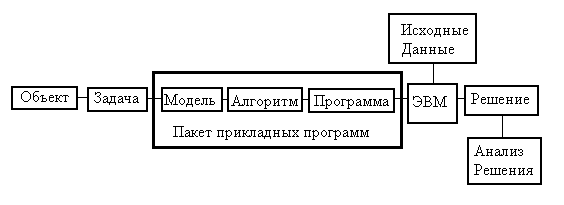 Исходные
Данные
Объект
Задача
Модель
Алгоритм
Программа
ЭВМ
Решение
Пакет прикладных программ
Анализ
Решения